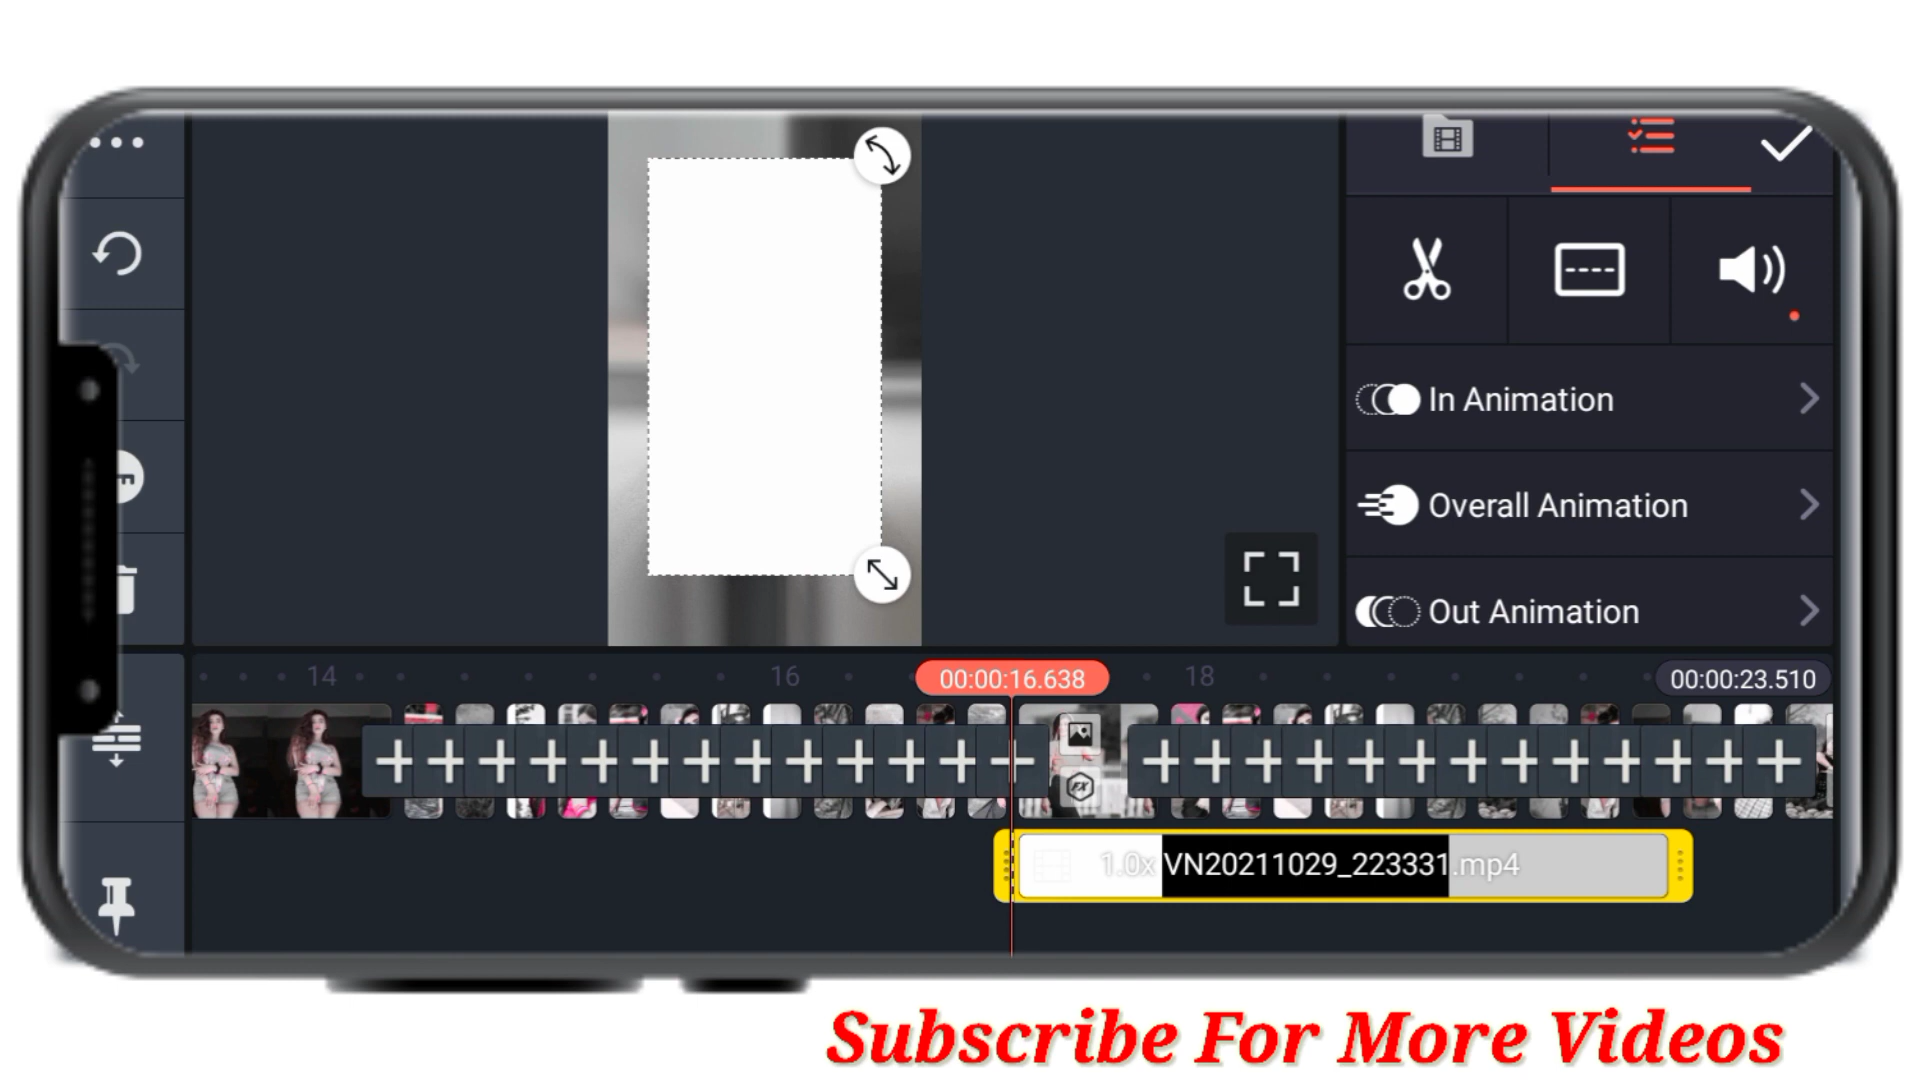 In Animation
Overall Animation
Out Animation
14
16
00:00:16.638
18
00:00:23.510
FX
1.0x VN20211029_223331.mp4
Subscribe For More Videos